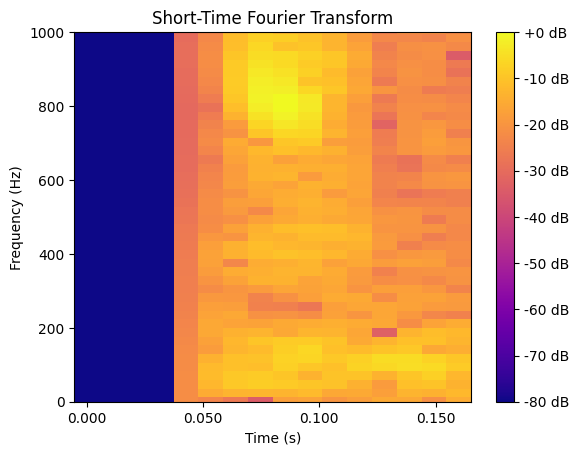 Short-Time Fourier Transform
Frequency (Hz)
1000
800
600
400
200
0
0.000
0.050
0.100
0.150
Time (s)
+0 dB
-10 dB
-20 dB
-30 dB
-40 dB
-50 dB
-60 dB
-70 dB
-80 dB